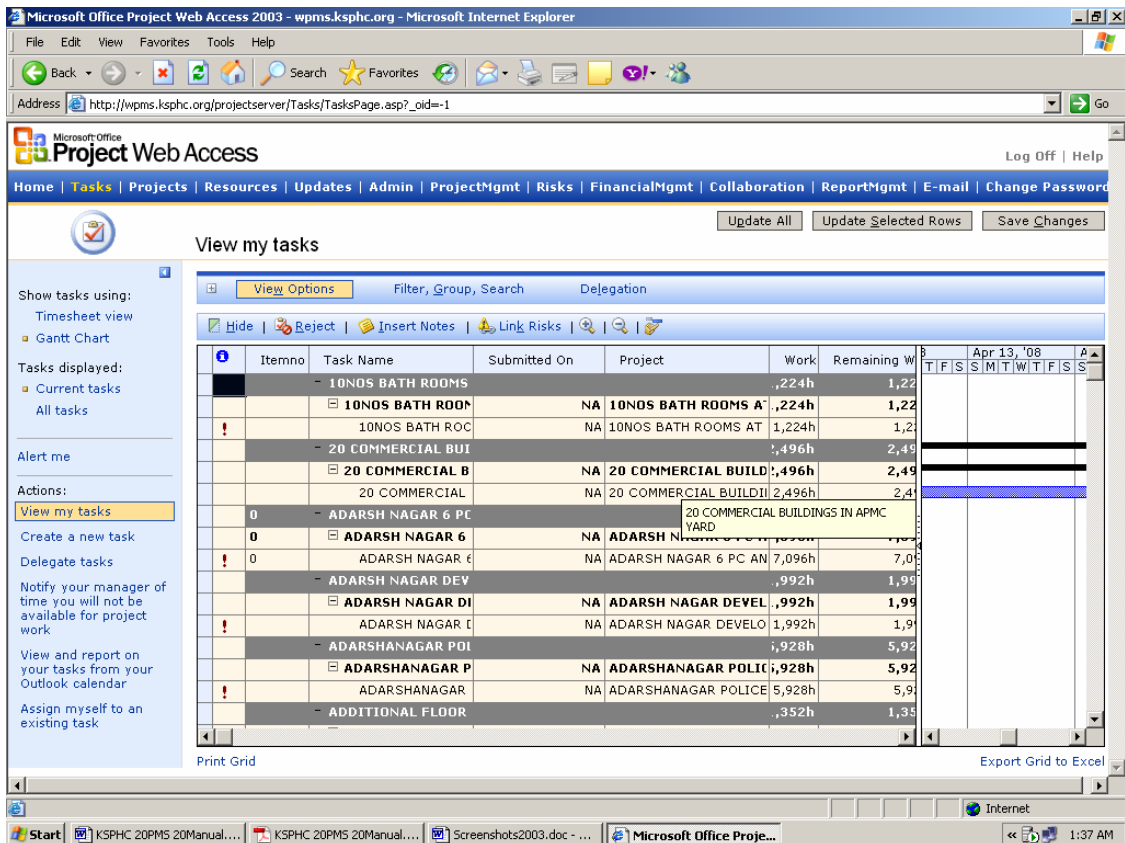 Microsoft Office Project Web Access 2003 - wpms.ksphc.org - Microsoft Internet Explorer
File Edit View Favorites Tools Help
Back Search Favorites
Address http://wpms.ksphc.org/projectserver/Tasks/TasksPage.asp?_oid=-1 Go
Microsoft Office
Project Web Access
Log Off | Help
Home | Tasks | Projects | Resources | Updates | Admin | ProjectMgmt | Risks | FinancialMgmt | Collaboration | ReportMgmt | E-mail | Change Password
Update All Update Selected Rows Save Changes
View my tasks
Show tasks using:
Timesheet view
Gantt Chart
Tasks displayed:
Current tasks
All tasks
Alert me
Actions:
View my tasks
Create a new task
Delegate tasks
Notify your manager of
time you will not be
available for project
work
View and report on
your tasks from your
Outlook calendar
Assign myself to an
existing task
View Options Filter, Group, Search Delegation
Hide | Reject | Insert Notes | Link Risks
Itemno Task Name Submitted On Project Work Remaining W Apr 13, '08
T F S S M T W T F S S
- 10NOS BATH ROOMS ,224h 1,22
10NOS BATH ROOM NA 10NOS BATH ROOMS A ,224h 1,22
! 10NOS BATH ROC NA 10NOS BATH ROOMS AT 1,224h 1,2
- 20 COMMERCIAL BUI ,496h 2,49
20 COMMERCIAL B NA 20 COMMERCIAL BUILD ,496h 2,49
20 COMMERCIAL NA 20 COMMERCIAL BUILDI 2,496h 2,4
20 COMMERCIAL BUILDINGS IN APMC
YARD
0 - ADARSH NAGAR 6 PC
0 ADARSH NAGAR 6 NA
! 0 ADARSH NAGAR 6 NA ADARSH NAGAR 6 PC AN 7,096h 7,0
- ADARSH NAGAR DEV ,992h 1,99
ADARSH NAGAR DI NA ADARSH NAGAR DEVEL ,992h 1,99
! ADARSH NAGAR D NA ADARSH NAGAR DEVELO 1,992h 1,9
- ADARSHANAGAR POL ,928h 5,92
ADARSHANAGAR P NA ADARSHANAGAR POLIC ,928h 5,92
! ADARSHANAGAR NA ADARSHANAGAR POLICE 5,928h 5,9
- ADDITIONAL FLOOR ,352h 1,35
Print Grid Export Grid to Excel
Internet
Start KSPHC 20PMS 20Manual.... KSPHC 20PMS 20Manual.... Screenshots2003.doc - ... Microsoft Office Proje... 1:37 AM